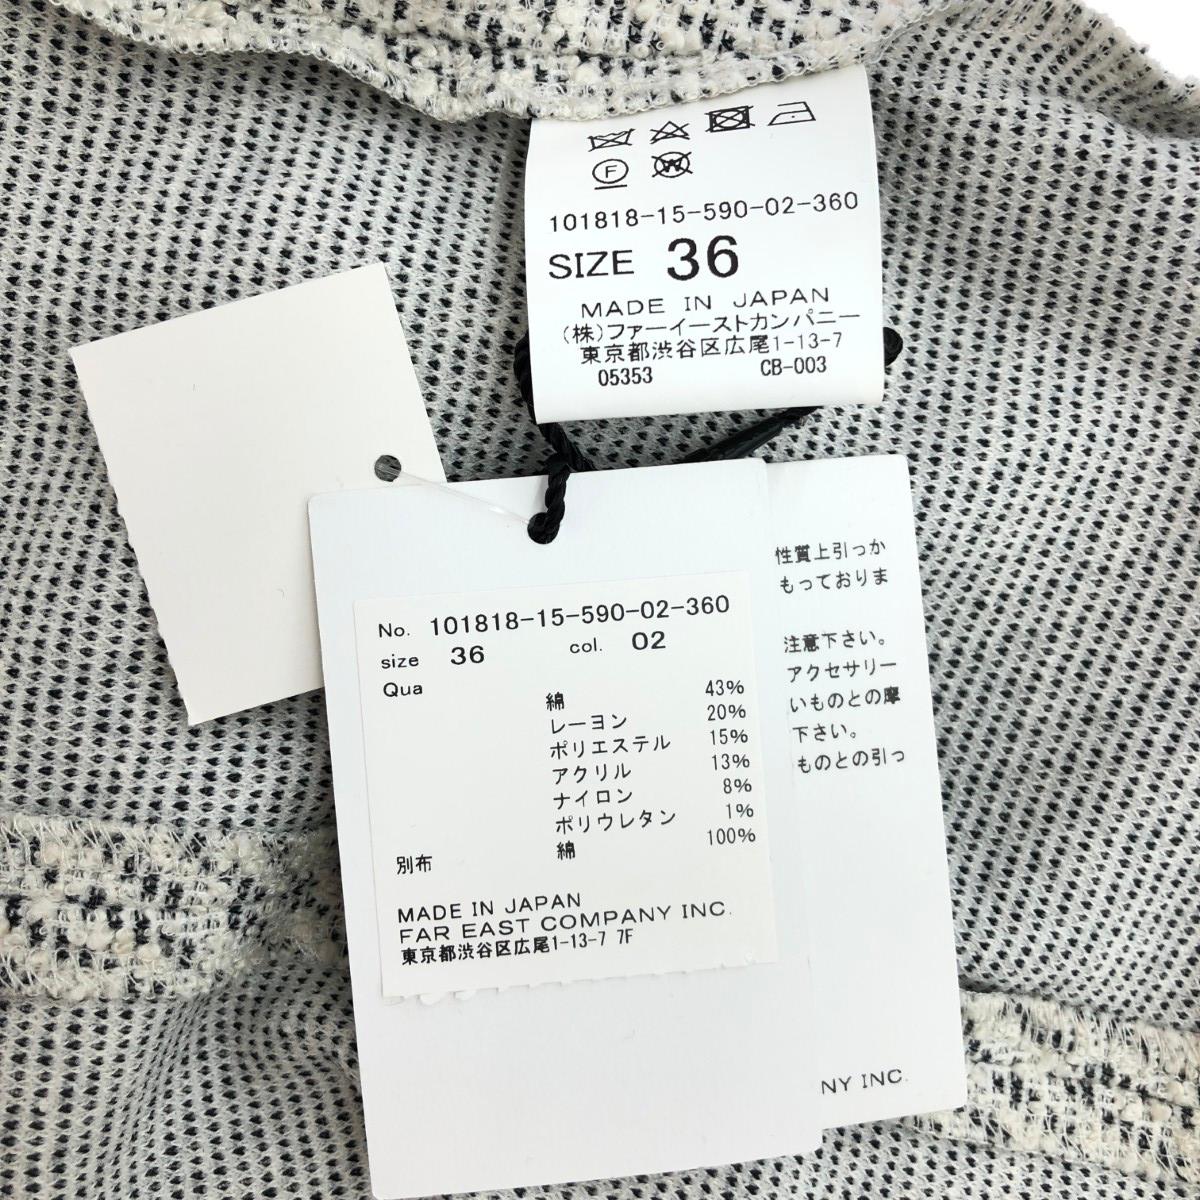 F
W
101818-15-590-02-360
SIZE 36
MADE IN JAPAN
(株)ファーイーストカンパニー
東京都渋谷区広尾1-13-7
05353 CB-003
No. 101818-15-590-02-360
size 36 col. 02
Qua
綿 43%
レーヨン 20%
ポリエステル 15%
アクリル 13%
ナイロン 8%
ポリウレタン 1%
別布 綿 100%
MADE IN JAPAN
FAR EAST COMPANY INC.
東京都渋谷区広尾1-13-7 7F
性質上引っか
もっておりま
注意下さい。
アクセサリー
いものとの摩
下さい。
ものとの引っ
NY INC.